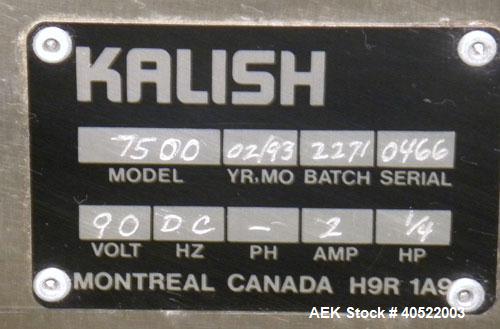 KALISH
7500 02/93 2271 0466
MODEL YR.MO BATCH SERIAL
90 DC - 2 1/4
VOLT HZ PH AMP HP
MONTREAL CANADA H9R 1A9
AEK Stock # 40522003